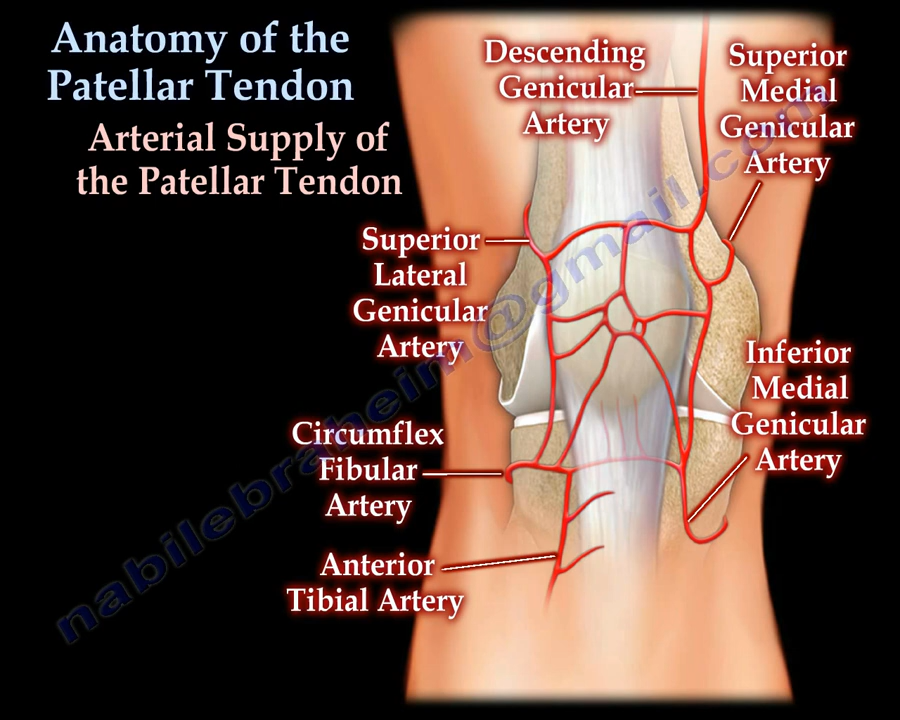 Anatomy of the
Patellar Tendon
Arterial Supply of
the Patellar Tendon
Descending
Genicular
Artery
Superior
Medial
Genicular
Artery
Superior
Lateral
Genicular
Artery
Inferior
Medial
Genicular
Artery
Circumflex
Fibular
Artery
Anterior
Tibial Artery
nabilebraheim@gmail.com